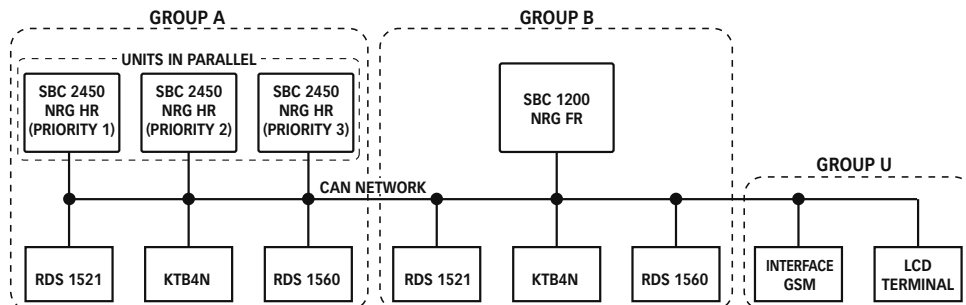 GROUP A
GROUP B
UNITS IN PARALLEL
SBC 2450
NRG HR
(PRIORITY 1)
SBC 2450
NRG HR
(PRIORITY 2)
SBC 2450
NRG HR
(PRIORITY 3)
SBC 1200
NRG FR
GROUP U
CAN NETWORK
RDS 1521
KTB4N
RDS 1560
RDS 1521
KTB4N
RDS 1560
INTERFACE
GSM
LCD
TERMINAL